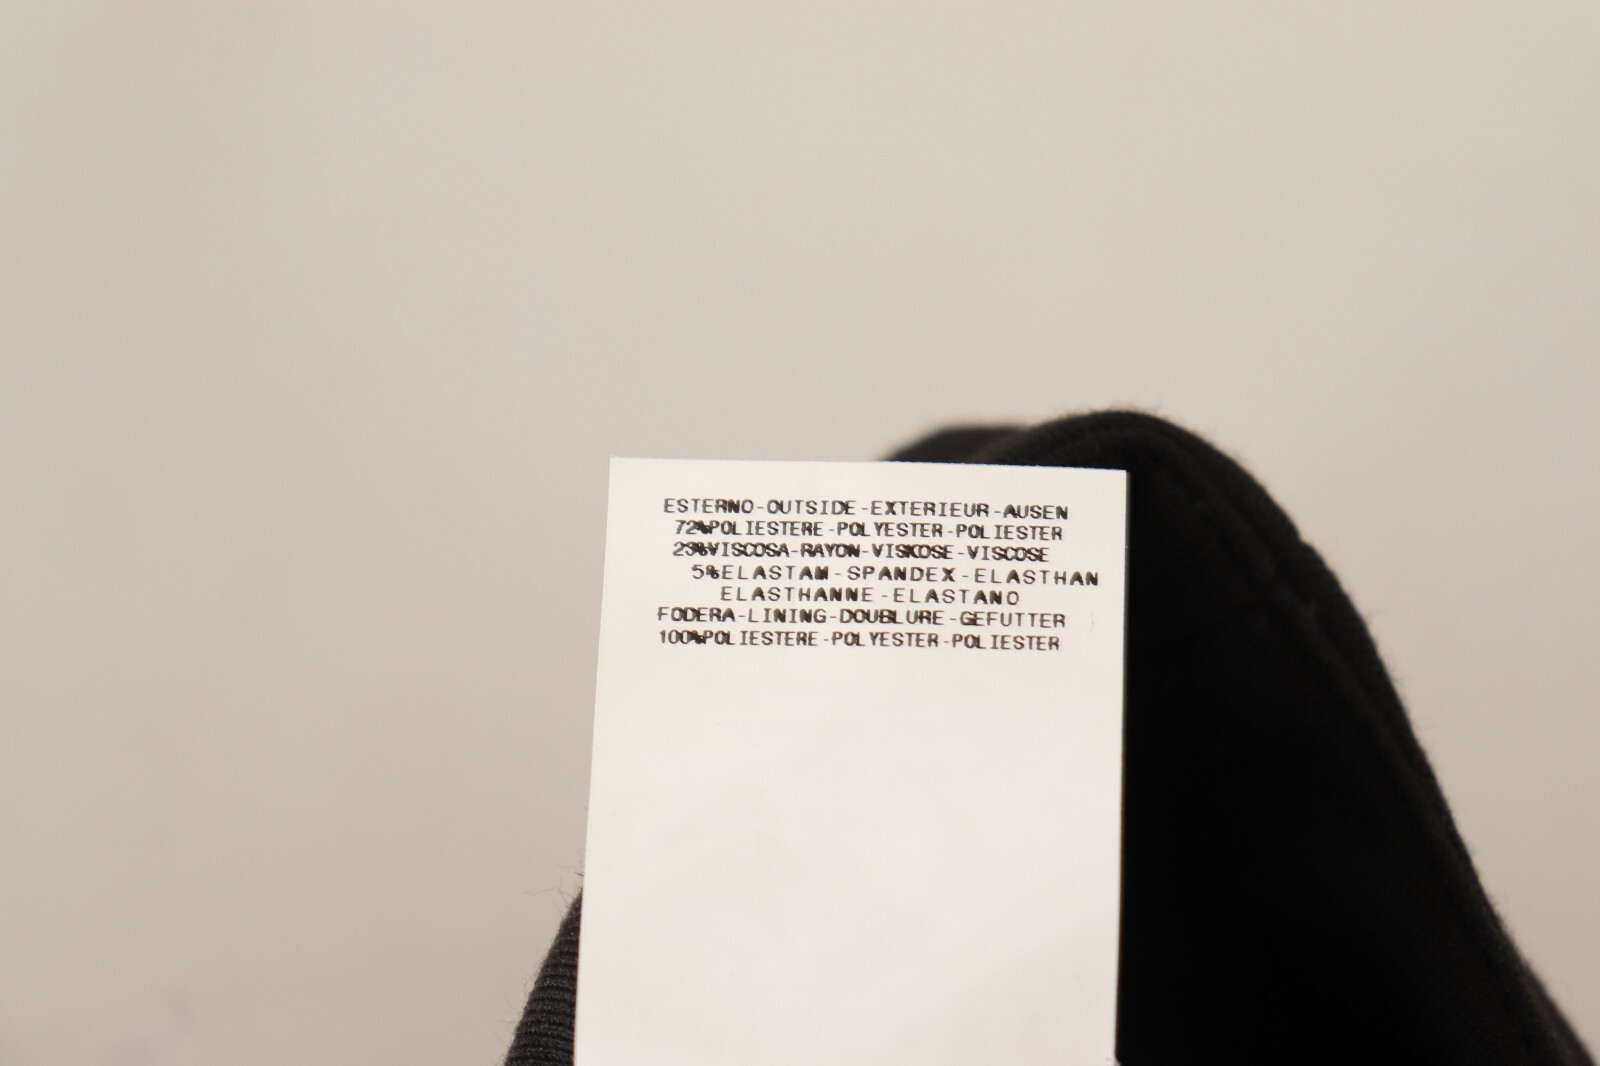 ESTERNO-OUTSIDE-EXTERIEUR-AUSEN
72%POLIESTERE-POLYESTER-POLIESTER
23%VISCOSA-RAYON-VISKOSE-VISCOSE
5%ELASTAM-SPANDEX-ELASTHAN
ELASTHANNE-ELASTANO
FODERA-LINING-DOUBLURE-GEFUTTER
100%POLIESTERE-POLYESTER-POLIESTER